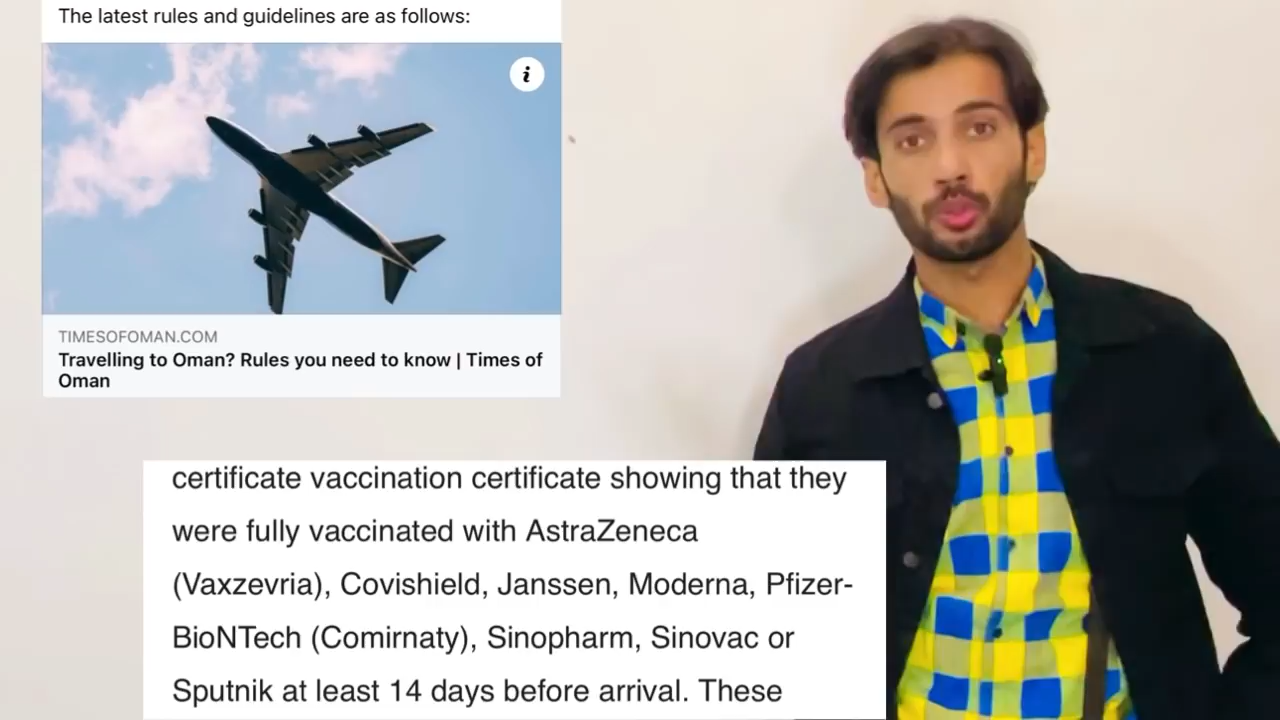 The latest rules and guidelines are as follows:
i
TIMESOFOMAN.COM
Travelling to Oman? Rules you need to know | Times of
Oman
certificate vaccination certificate showing that they
were fully vaccinated with AstraZeneca
(Vaxzevria), Covishield, Janssen, Moderna, Pfizer-
BioNTech (Comirnaty), Sinopharm, Sinovac or
Sputnik at least 14 days before arrival. These